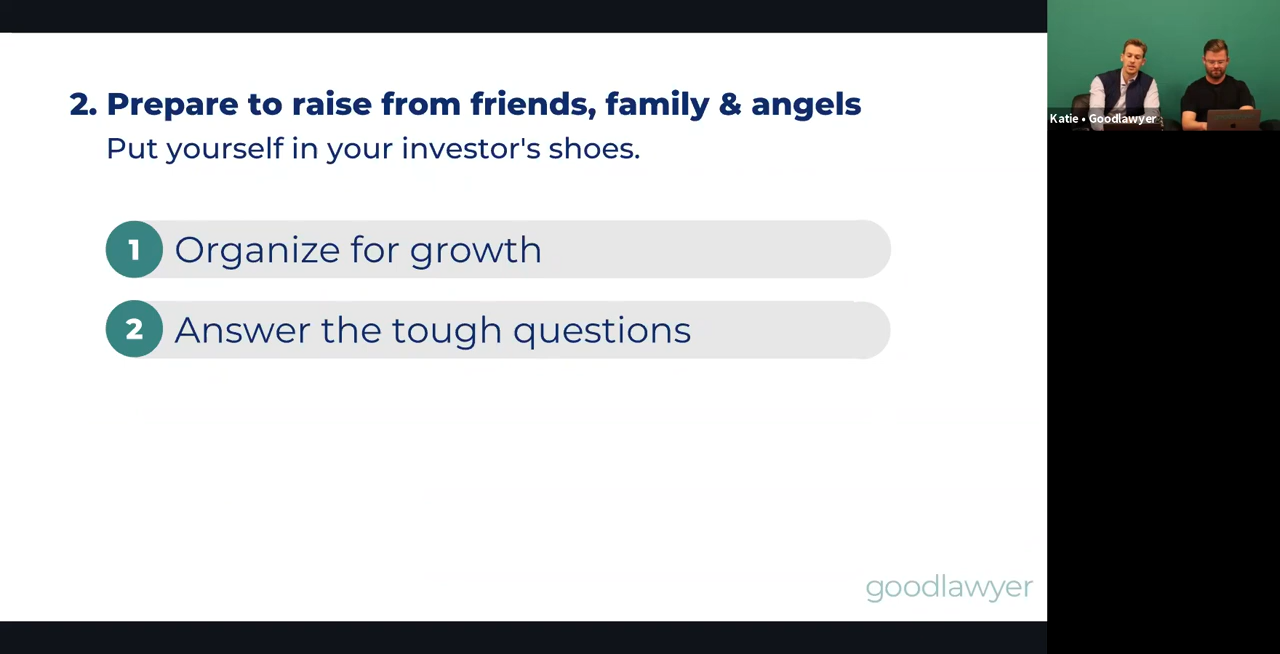 2. Prepare to raise from friends, family & angels
Put yourself in your investor's shoes.
1 Organize for growth
2 Answer the tough questions
goodlawyer
Katie • Goodlawyer